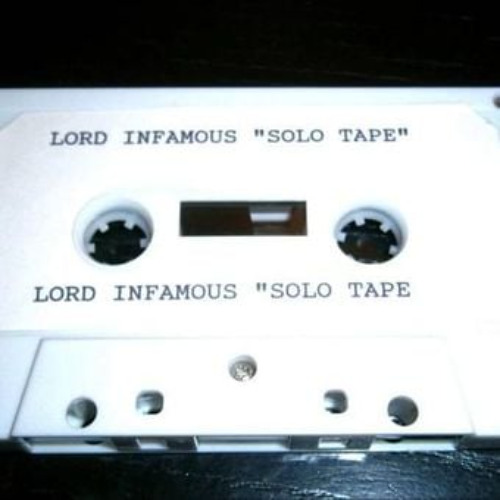 LORD INFAMOUS "SOLO TAPE"
LORD INFAMOUS "SOLO TAPE